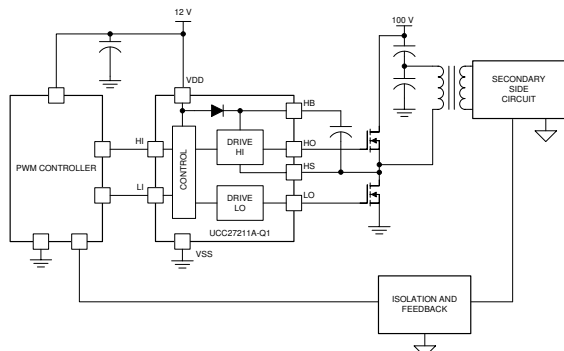 12 V
100 V
VDD
HB
SECONDARY
SIDE
CIRCUIT
HI
DRIVE
HI
HO
PWM CONTROLLER
CONTROL
HS
LI
DRIVE
LO
LO
UCC27211A-Q1
VSS
ISOLATION AND
FEEDBACK